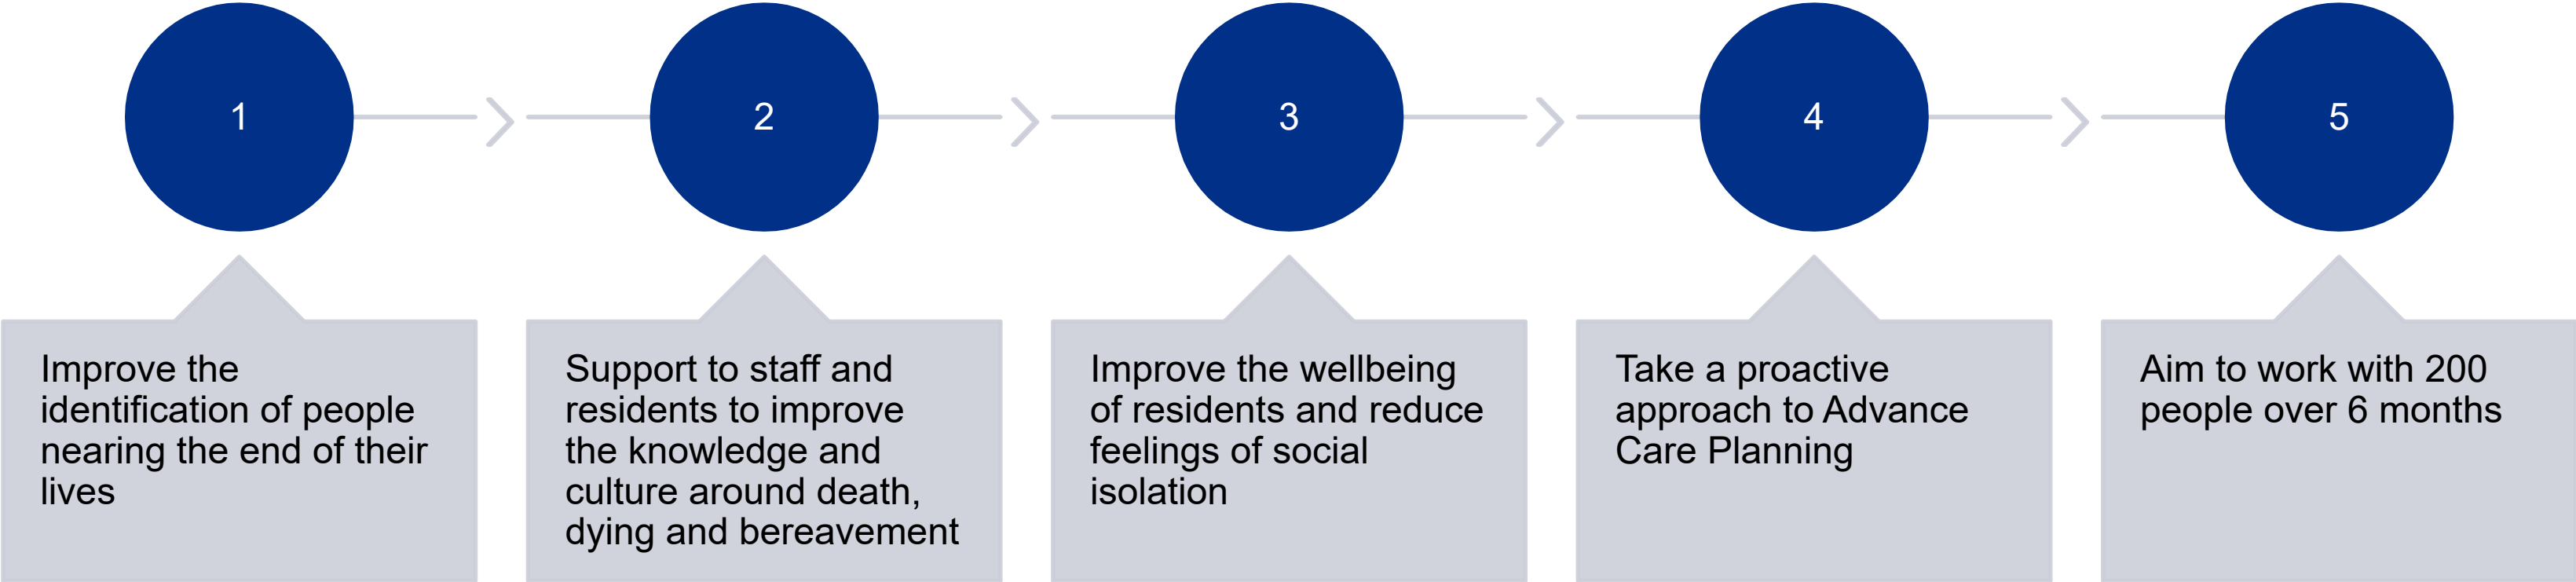 1
Improve the
identification of people
nearing the end of their
lives
2
Support to staff and
residents to improve
the knowledge and
culture around death,
dying and bereavement
3
Improve the wellbeing
of residents and reduce
feelings of social
isolation
4
Take a proactive
approach to Advance
Care Planning
5
Aim to work with 200
people over 6 months